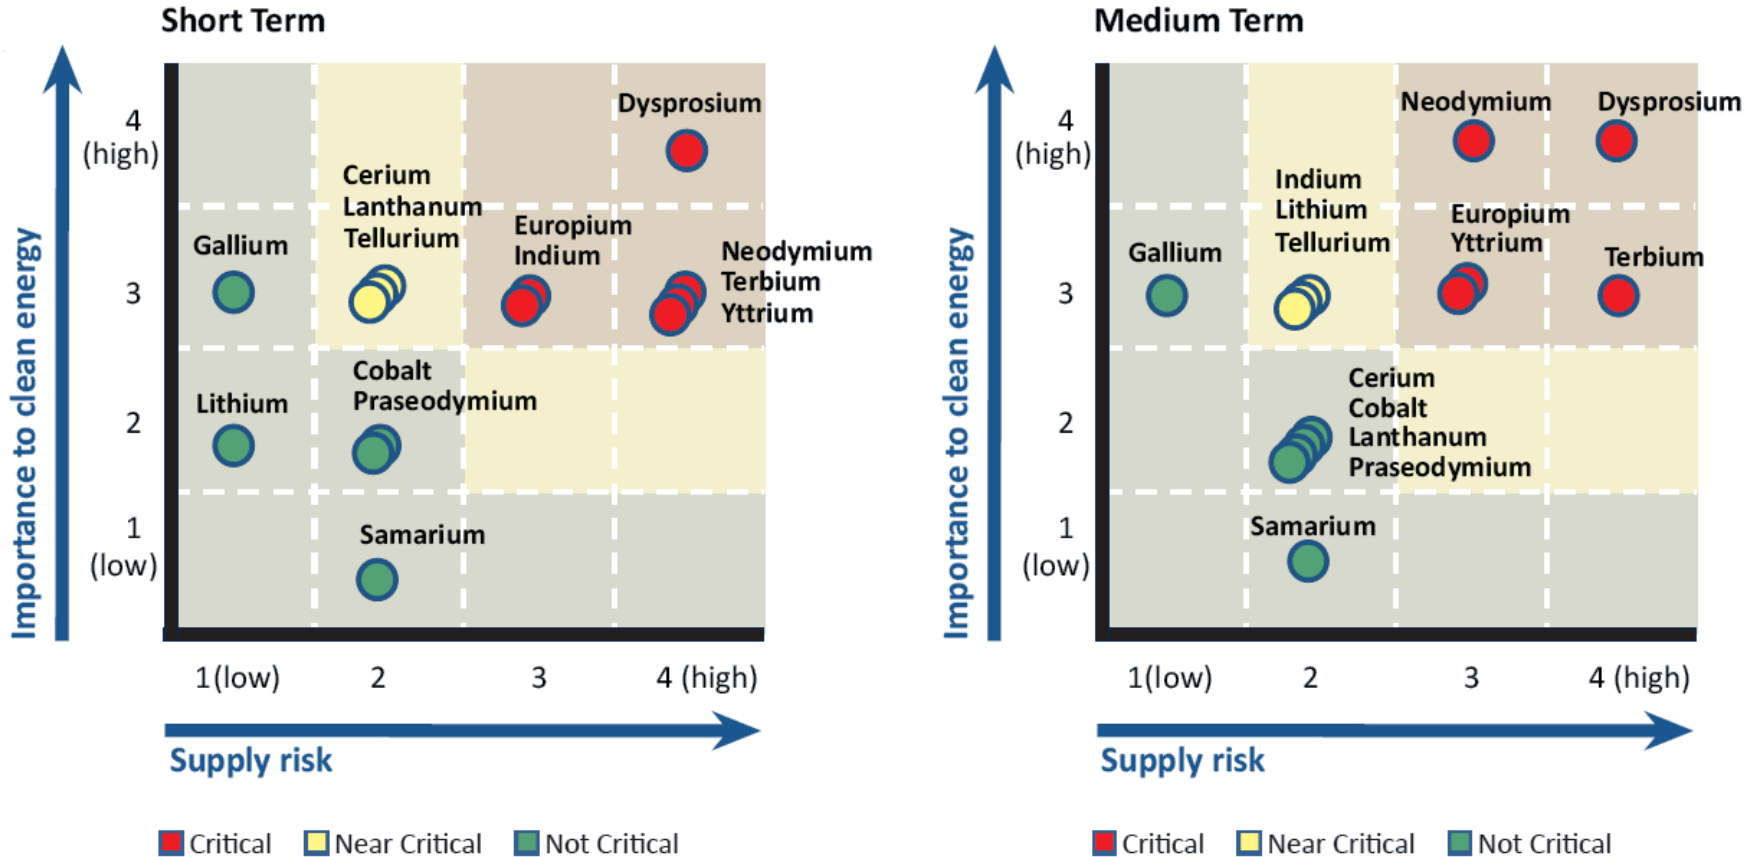 Short Term
Importance to clean energy
4
(high)
3
2
1
(low)
Dysprosium
Cerium
Lanthanum
Tellurium
Gallium
Europium
Indium
Neodymium
Terbium
Yttrium
Lithium
Cobalt
Praseodymium
Samarium
1(low)
2
3
4 (high)
Supply risk
Critical
Near Critical
Not Critical
Medium Term
Importance to clean energy
4
(high)
3
2
1
(low)
Neodymium
Dysprosium
Indium
Lithium
Tellurium
Gallium
Europium
Yttrium
Terbium
Cerium
Cobalt
Lanthanum
Praseodymium
Samarium
1(low)
2
3
4 (high)
Supply risk
Critical
Near Critical
Not Critical